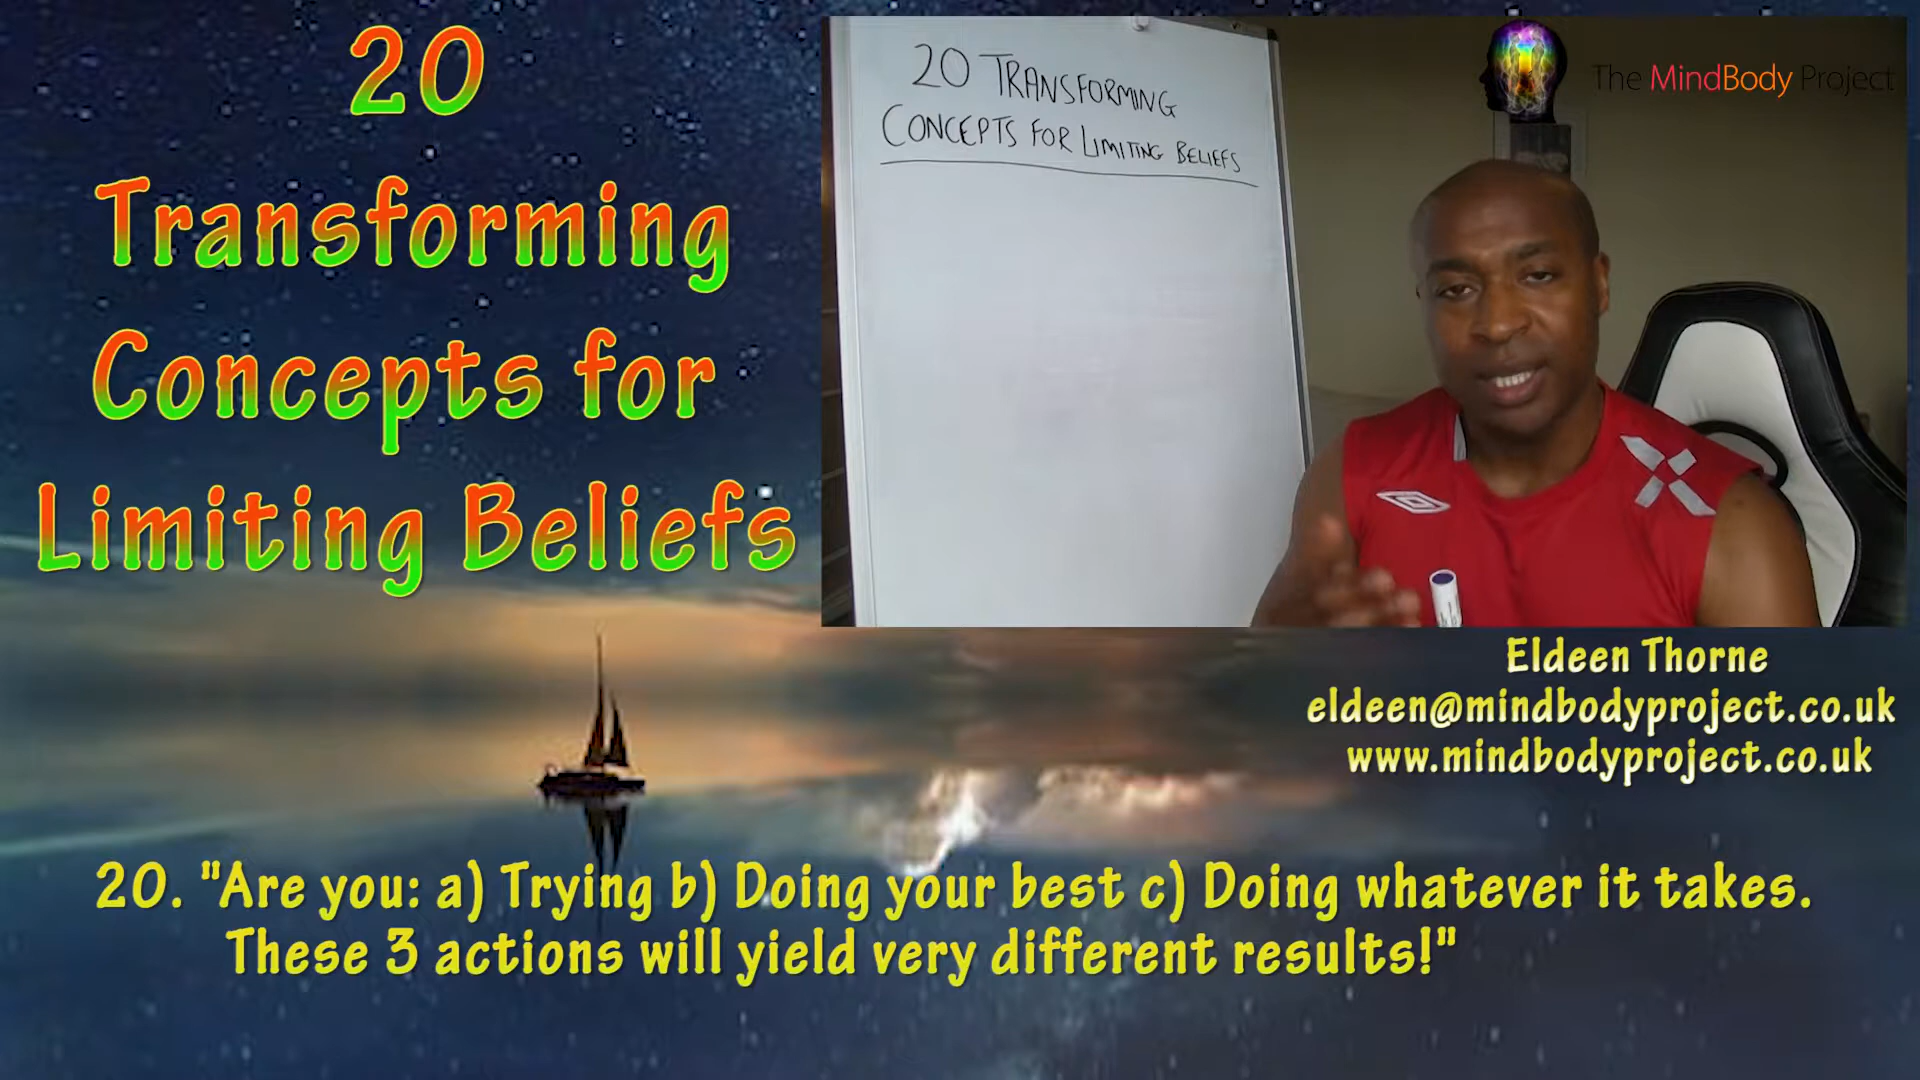 20
Transforming
Concepts for
Limiting Beliefs
20 TRANSFORMING
CONCEPTS FOR LIMITING BELIEFS
The MindBody Project
Eldeen Thorne
eldeen@mindbodyproject.co.uk
www.mindbodyproject.co.uk
20. "Are you: a) Trying b) Doing your best c) Doing whatever it takes.
These 3 actions will yield very different results!"